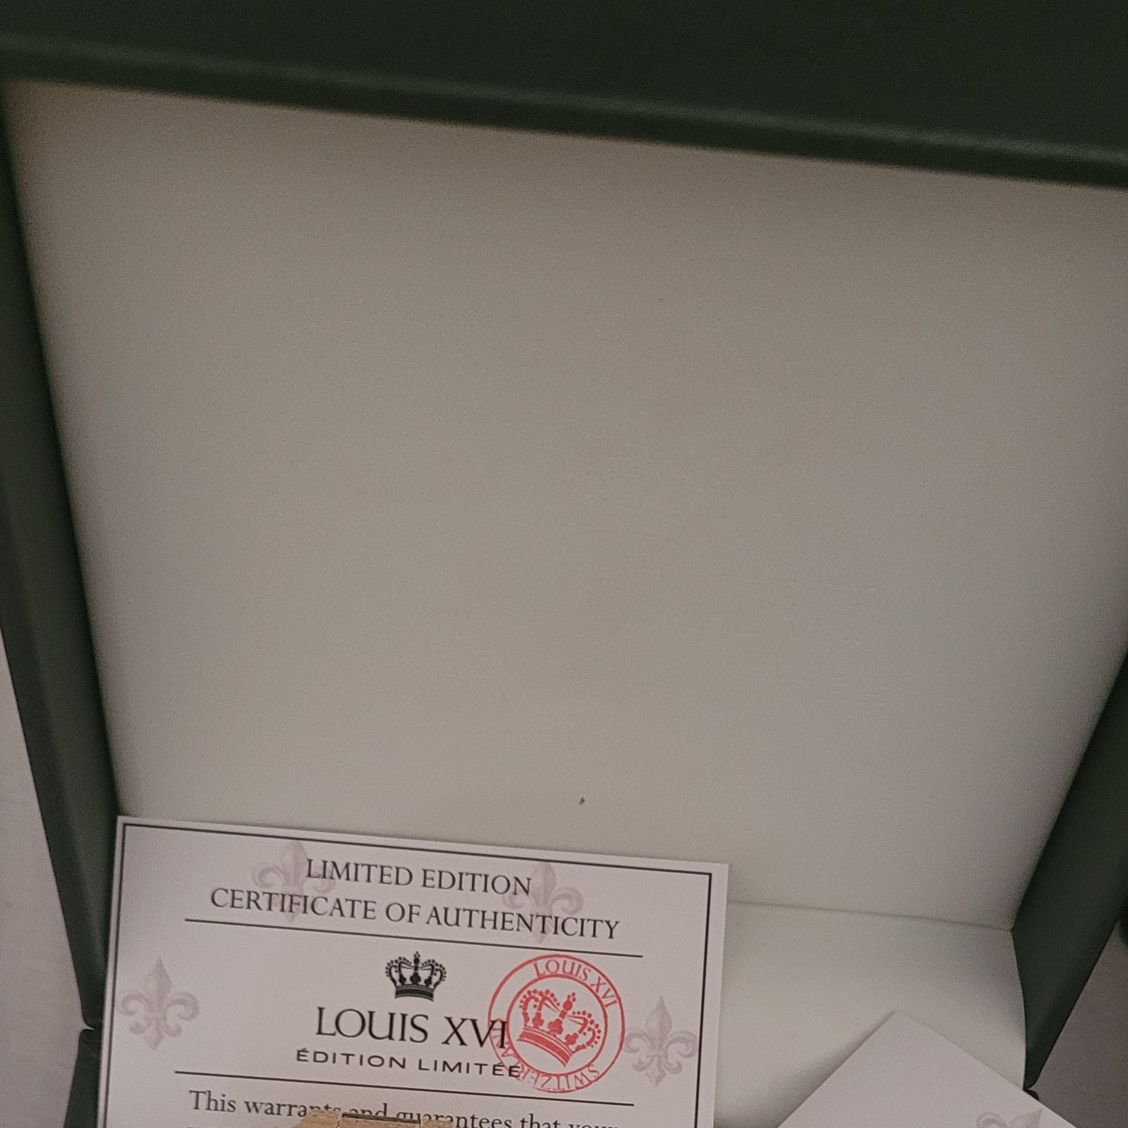 LIMITED EDITION
CERTIFICATE OF AUTHENTICITY
LOUIS XVI
ÉDITION LIMITÉE
LOUIS XVI
SWITZERLAND
This warrants and guarantees that your